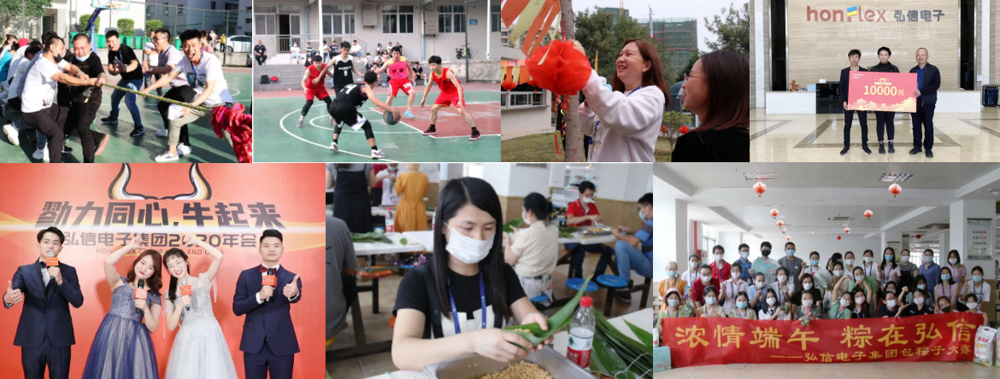 honFlex 弘信电子
10000元
勠力同心,牛起来
弘信电子集团2020年会
浓情端午 粽在弘信
——弘信电子集团包粽子大赛